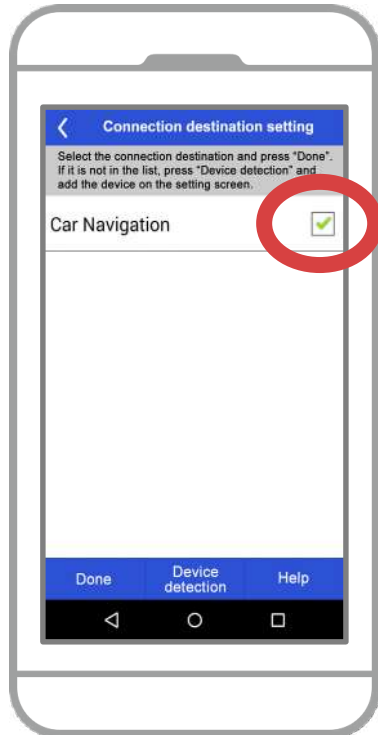 Connection destination setting
Select the connection destination and press "Done".
If it is not in the list, press "Device detection" and
add the device on the setting screen.
Car Navigation
Done
Device
detection
Help